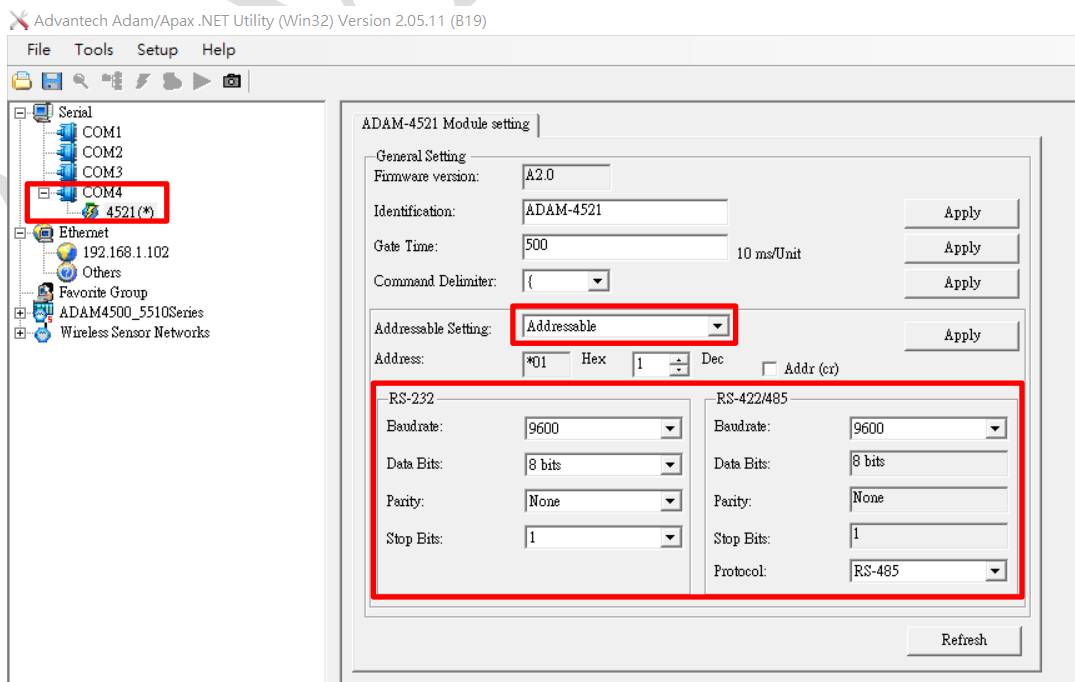 Advantech Adam/Apax .NET Utility (Win32) Version 2.05.11 (B19)
File Tools Setup Help
Serial
COM1
COM2
COM3
COM4
4521(*)
Ethernet
192.168.1.102
Others
Favorite Group
ADAM4500_5510Series
Wireless Sensor Networks
ADAM-4521 Module setting
General Setting
Firmware version: A2.0
Identification: ADAM-4521 Apply
Gate Time: 500 10 ms/Unit Apply
Command Delimiter: { Apply
Addressable Setting: Addressable Apply
Address: *01 Hex 1 Dec Addr (cr)
RS-232
Baudrate: 9600
Data Bits: 8 bits
Parity: None
Stop Bits: 1
RS-422/485
Baudrate: 9600
Data Bits: 8 bits
Parity: None
Stop Bits: 1
Protocol: RS-485
Refresh